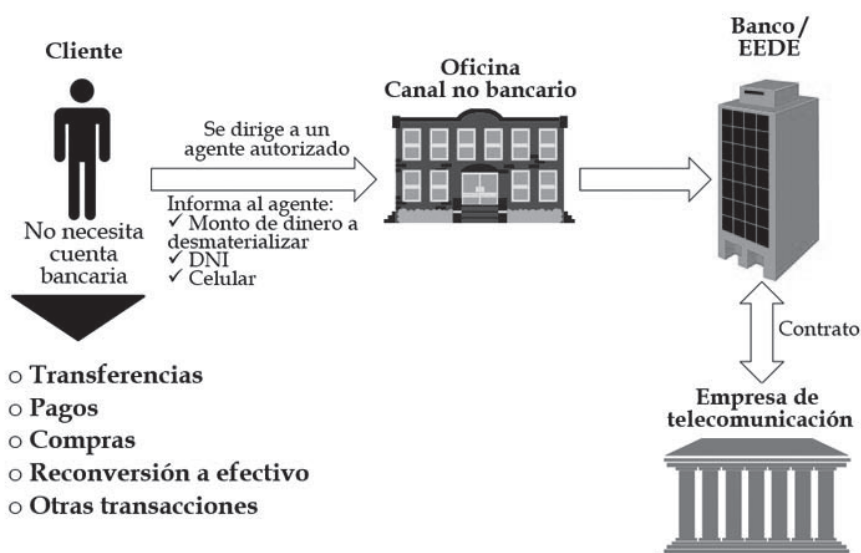 Cliente
No necesita
cuenta
bancaria
Se dirige a un
agente autorizado
Informa al agente:
✓ Monto de dinero a
desmaterializar
✓ DNI
✓ Celular
Oficina
Canal no bancario
Banco/
EEDE
Contrato
Empresa de
telecomunicación
o Transferencias
o Pagos
o Compras
o Reconversión a efectivo
o Otras transacciones